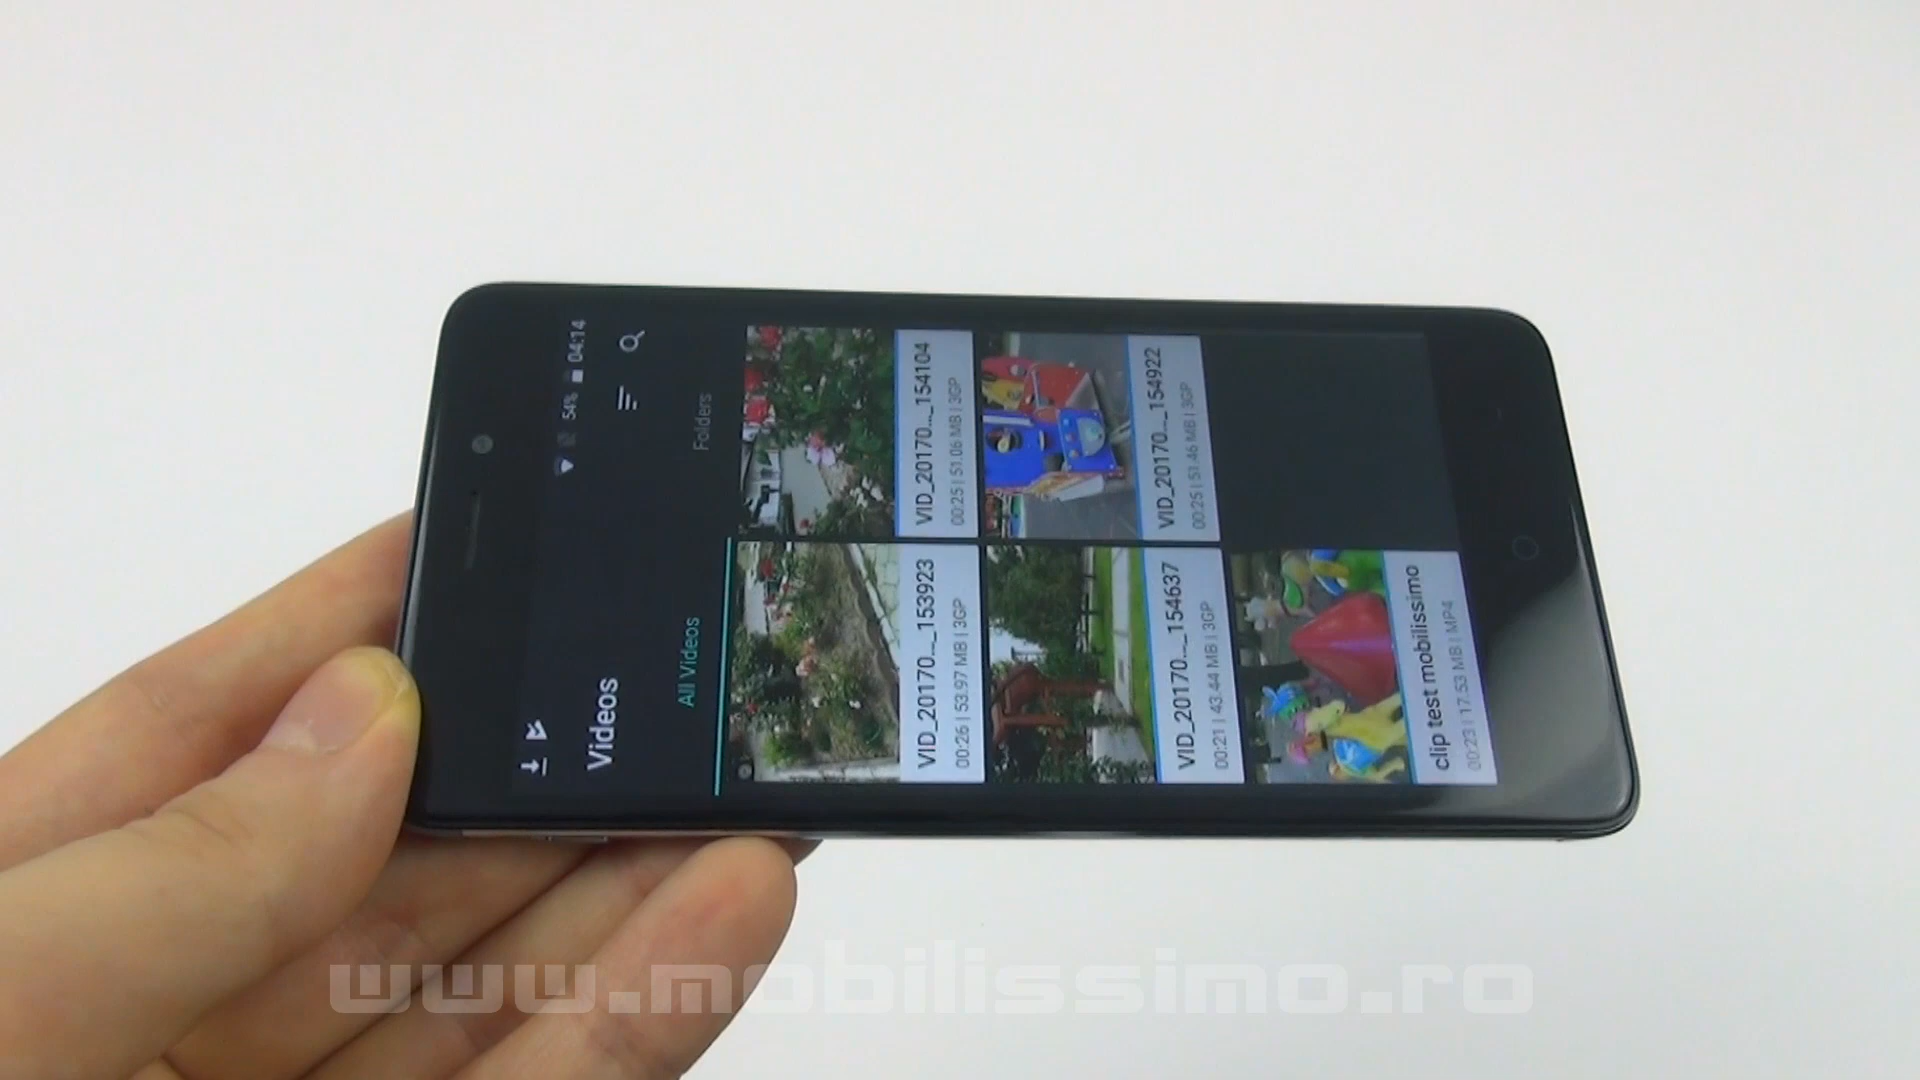 54% 04:14
Videos
All Videos
Folders
VID_20170..._153923
00:26 | 53.97 MB | 3GP
VID_20170..._154104
00:25 | 51.06 MB | 3GP
VID_20170..._154637
00:21 | 43.44 MB | 3GP
VID_20170..._154922
00:25 | 51.46 MB | 3GP
clip test mobilissimo
00:23 | 17.53 MB | MP4
www.mobilissimo.ro